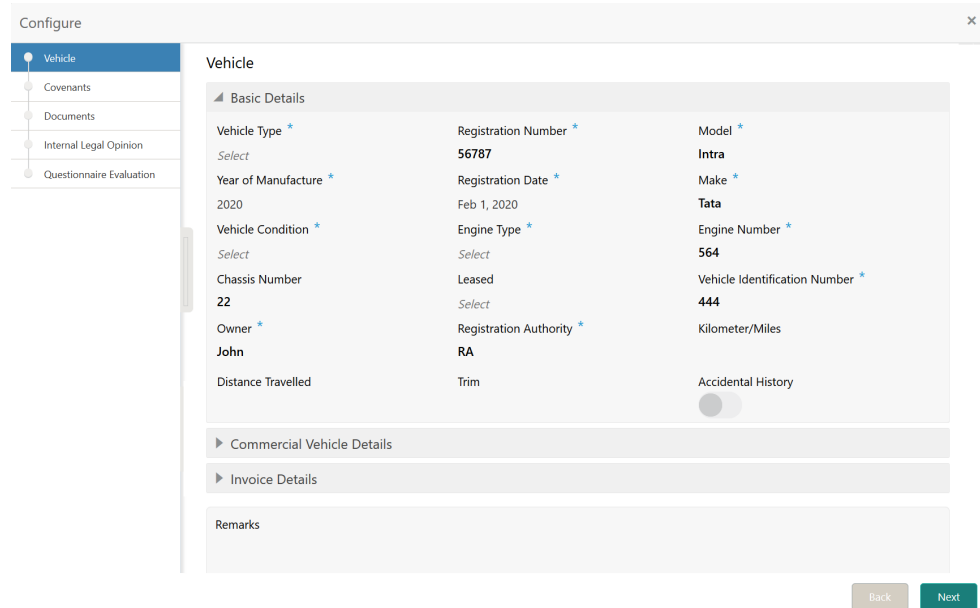 Configure ×
Vehicle
Covenants
Documents
Internal Legal Opinion
Questionnaire Evaluation
Vehicle
Basic Details
Vehicle Type * Registration Number * Model *
Select 56787 Intra
Year of Manufacture * Registration Date * Make *
2020 Feb 1, 2020 Tata
Vehicle Condition * Engine Type * Engine Number *
Select Select 564
Chassis Number Leased Vehicle Identification Number *
22 Select 444
Owner * Registration Authority * Kilometer/Miles
John RA
Distance Travelled Trim Accidental History
Commercial Vehicle Details
Invoice Details
Remarks
Back Next